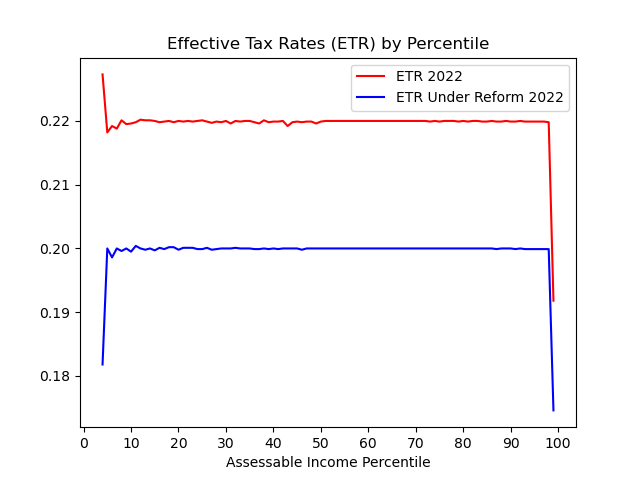 Effective Tax Rates (ETR) by Percentile
ETR 2022
ETR Under Reform 2022
0.22
0.21
0.20
0.19
0.18
0 10 20 30 40 50 60 70 80 90 100
Assessable Income Percentile